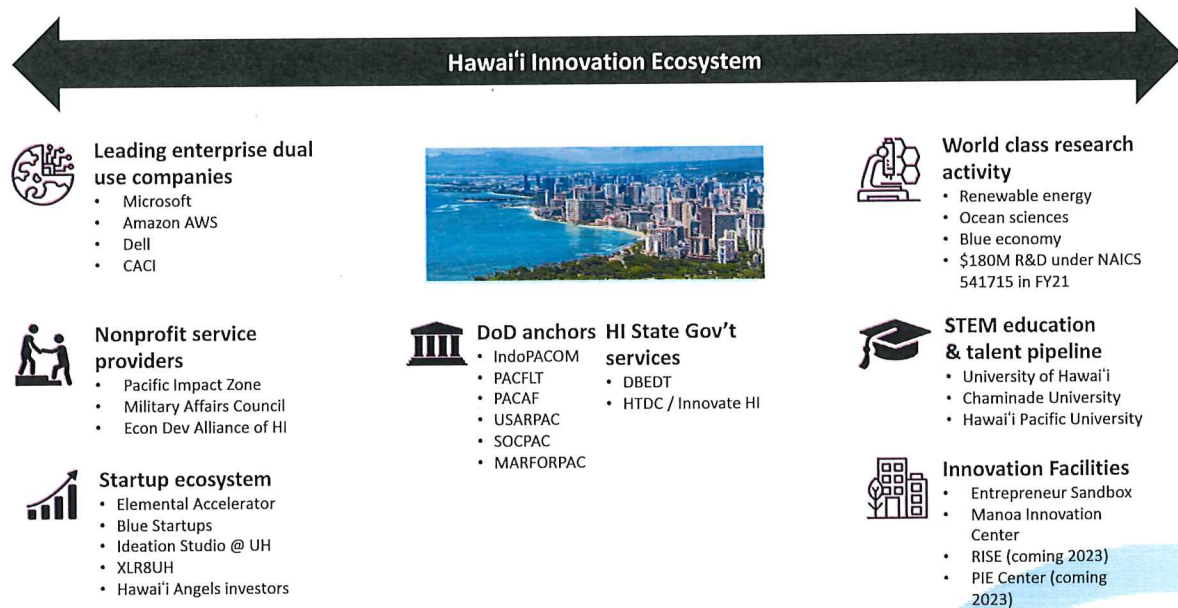 Hawaiʻi Innovation Ecosystem
Leading enterprise dual
use companies
• Microsoft
• Amazon AWS
• Dell
• CACI
Nonprofit service
providers
• Pacific Impact Zone
• Military Affairs Council
• Econ Dev Alliance of HI
Startup ecosystem
• Elemental Accelerator
• Blue Startups
• Ideation Studio @ UH
• XLR8UH
• Hawaiʻi Angels investors
DoD anchors
• IndoPACOM
• PACFLT
• PACAF
• USARPAC
• SOCPAC
• MARFORPAC
HI State Gov't
services
• DBEDT
• HTDC / Innovate HI
World class research
activity
• Renewable energy
• Ocean sciences
• Blue economy
• $180M R&D under NAICS
541715 in FY21
STEM education
& talent pipeline
• University of Hawaiʻi
• Chaminade University
• Hawaiʻi Pacific University
Innovation Facilities
• Entrepreneur Sandbox
• Manoa Innovation
Center
• RISE (coming 2023)
• PIE Center (coming
2023)